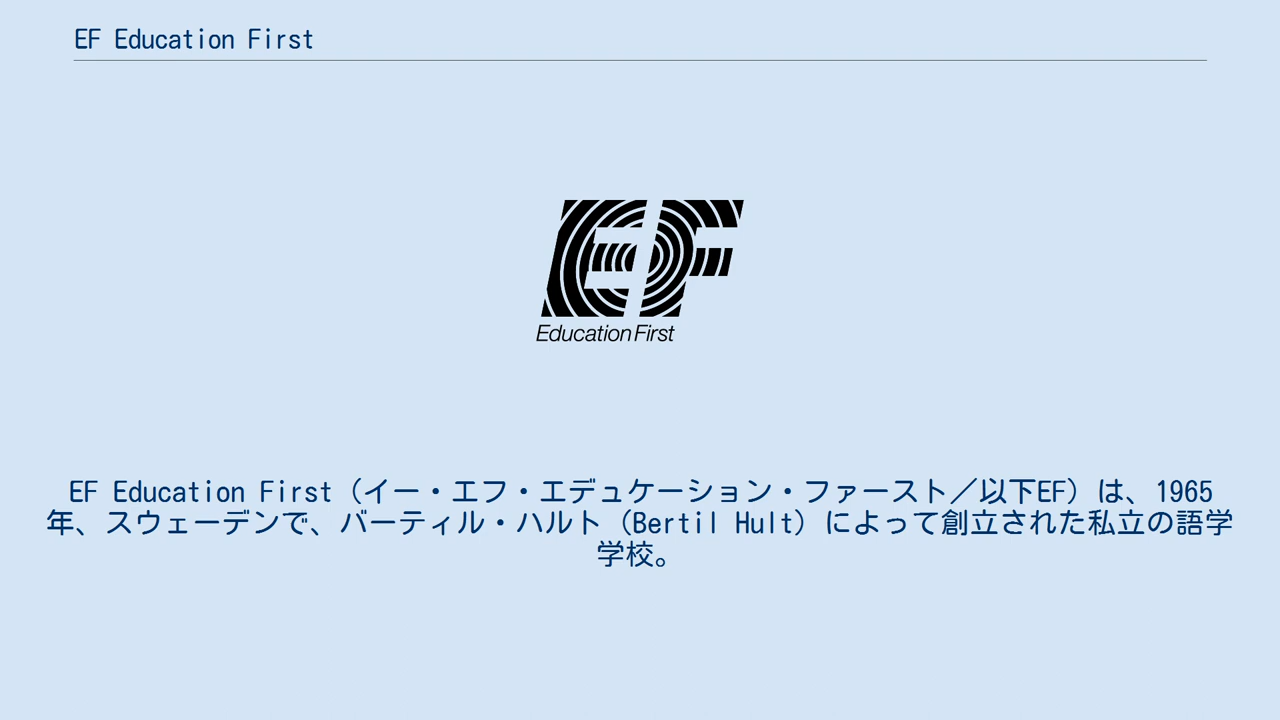 EF Education First
EF
Education First
EF Education First（イー・エフ・エデュケーション・ファースト／以下EF）は、1965
年、スウェーデンで、バーティル・ハルト（Bertil Hult）によって創立された私立の語学
学校。